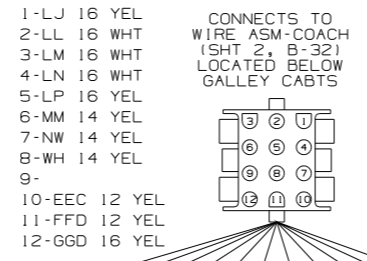 1-LJ 16 YEL
2-LL 16 WHT
3-LM 16 WHT
4-LN 16 WHT
5-LP 16 YEL
6-MM 14 YEL
7-NW 14 YEL
8-WH 14 YEL
9-
10-EEC 12 YEL
11-FFD 12 YEL
12-GGD 16 YEL
CONNECTS TO
WIRE ASM-COACH
(SHT 2, B-32)
LOCATED BELOW
GALLEY CABTS
3 2 1
6 5 4
9 8 7
12 11 10